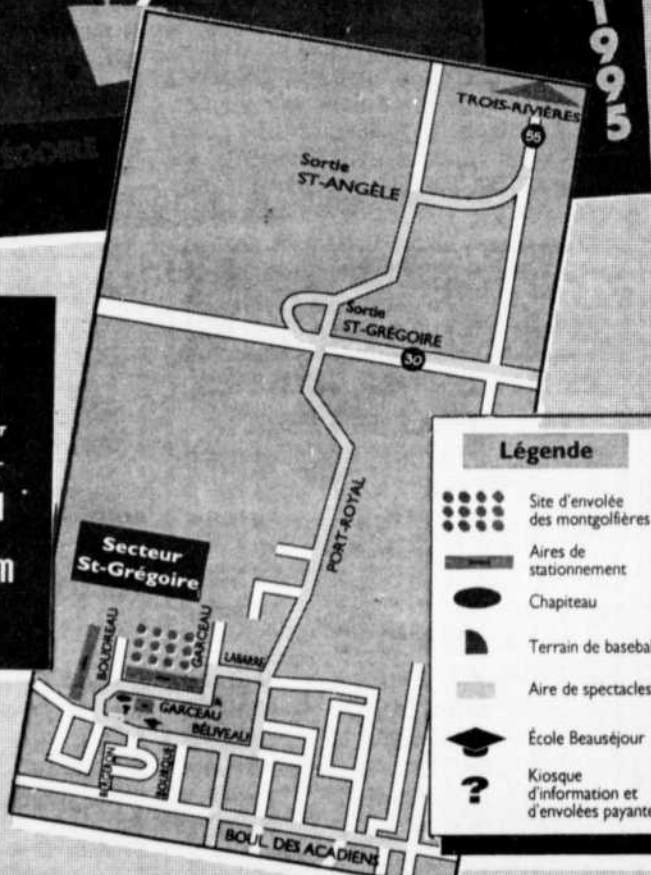 1995
TROIS-RIVIÈRES
55
Sortie
ST-ANGÈLE
Sortie
ST-GRÉGOIRE
30
PORT-ROYAL
Secteur
St-Grégoire
BOUDREAU
GARCEAU
LABARRE
GARCEAU
BÉLIVEAU
BOURQUE
BOUL. DES ACADIENS
Légende
Site d'envolée
des montgolfières
Aires de
stationnement
Chapiteau
Terrain de baseball
Aire de spectacles
École Beauséjour
?
Kiosque
d'information et
d'envolées payante